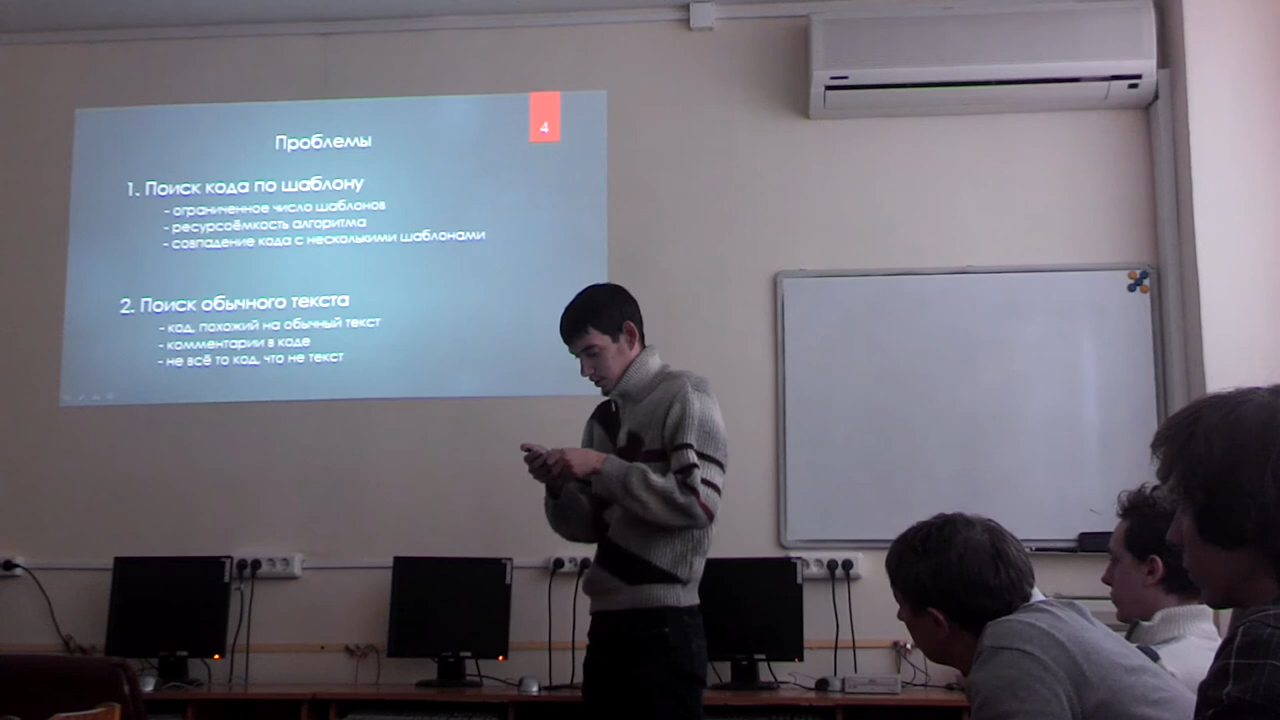 4
Проблемы
1. Поиск кода по шаблону
- ограниченное число шаблонов
- ресурсоёмкость алгоритма
- совпадение кода с несколькими шаблонами
2. Поиск обычного текста
- код, похожий на обычный текст
- комментарии в коде
- не всё то код, что не текст